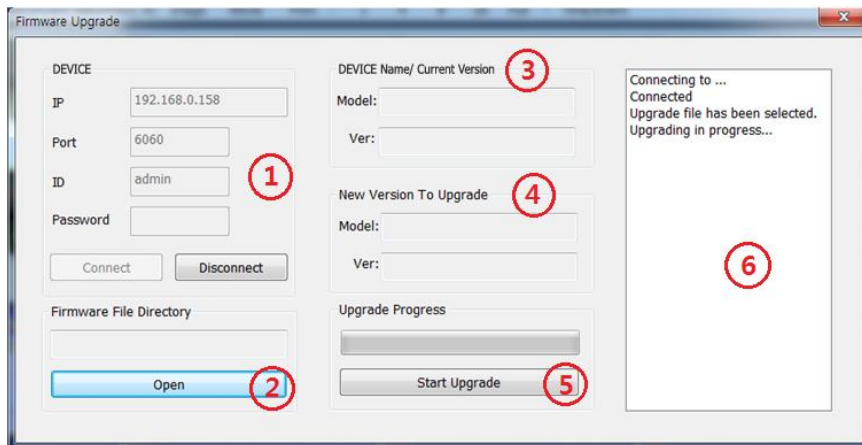 Firmware Upgrade
DEVICE
IP
192.168.0.158
Port
6060
ID
admin
Password
Connect
Disconnect
1
Firmware File Directory
Open
2
DEVICE Name/ Current Version
3
Model:
Ver:
New Version To Upgrade
4
Model:
Ver:
Upgrade Progress
Start Upgrade
5
Connecting to ...
Connected
Upgrade file has been selected.
Upgrading in progress...
6